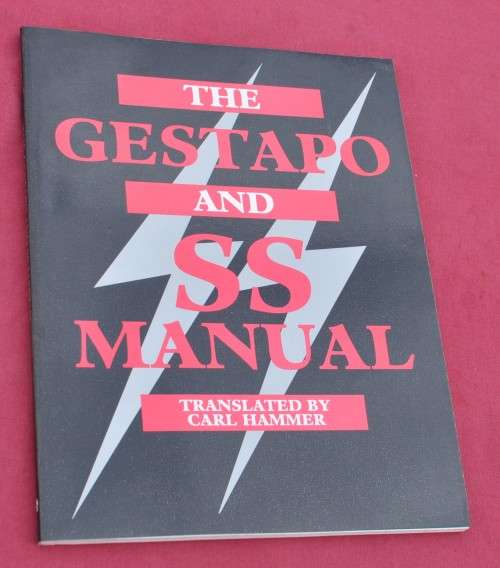 THE
GESTAPO
AND
SS
MANUAL
TRANSLATED BY
CARL HAMMER